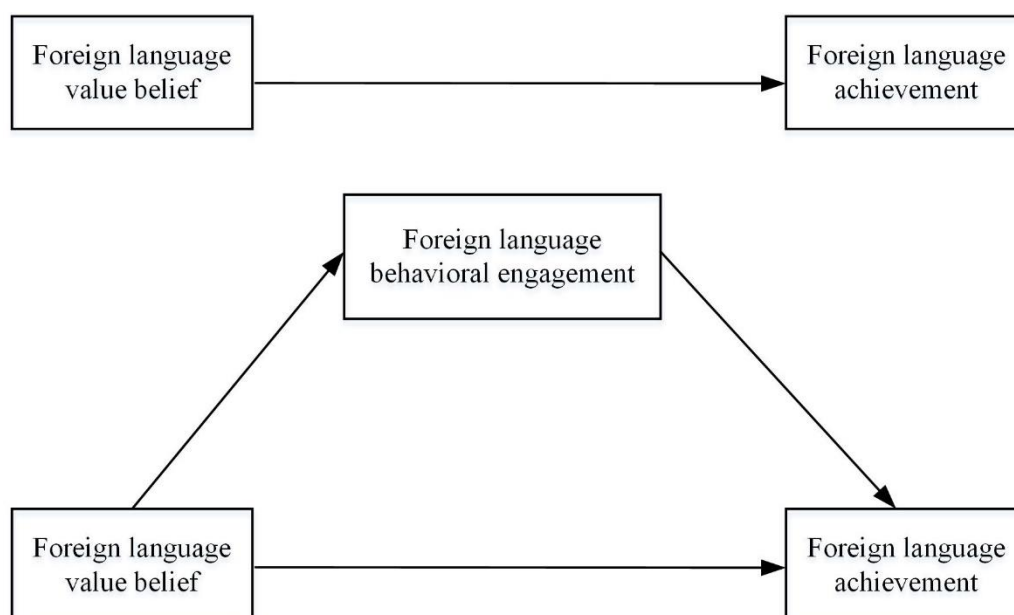 Foreign language
value belief
Foreign language
achievement
Foreign language
behavioral engagement
Foreign language
value belief
Foreign language
achievement